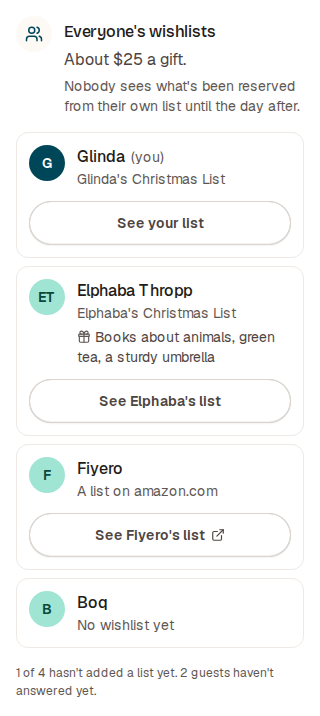 Everyone's wishlists
About $25 a gift.
Nobody sees what's been reserved
from their own list until the day after.
G
Glinda (you)
Glinda's Christmas List
See your list
ET
Elphaba Thropp
Elphaba's Christmas List
Books about animals, green
tea, a sturdy umbrella
See Elphaba's list
F
Fiyero
A list on amazon.com
See Fiyero's list
B
Boq
No wishlist yet
1 of 4 hasn't added a list yet. 2 guests haven't
answered yet.